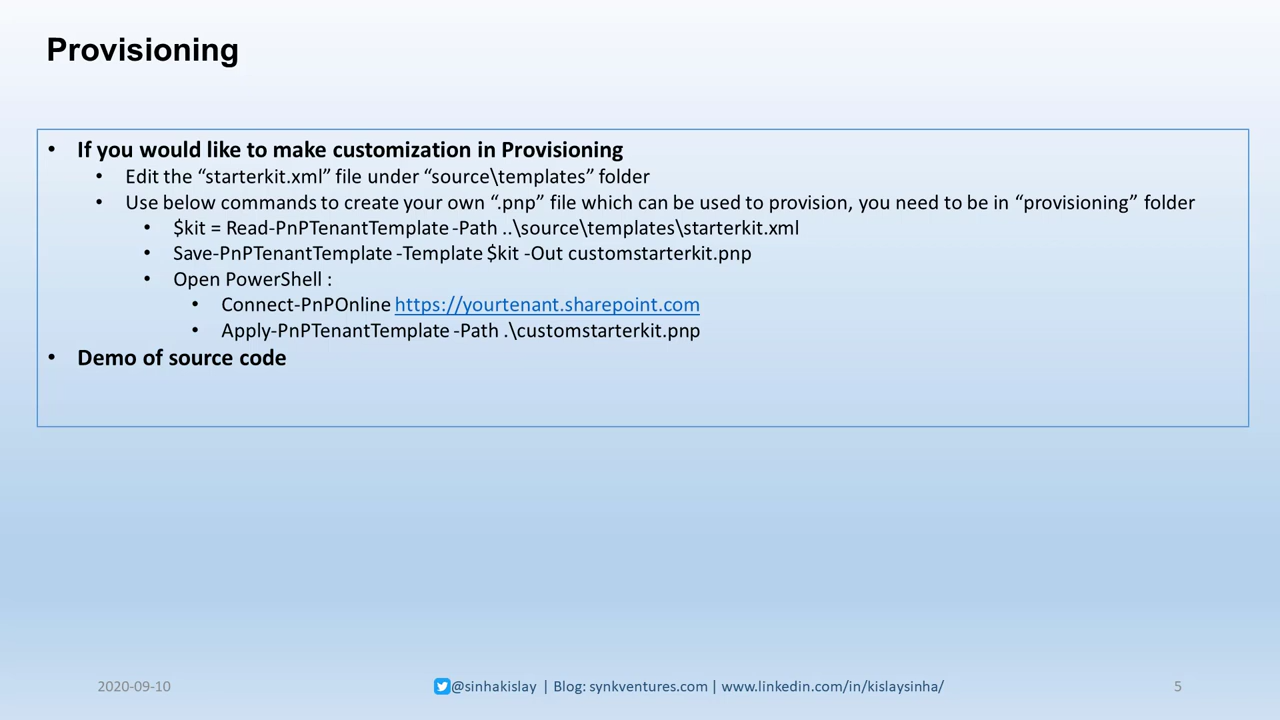 Provisioning
• If you would like to make customization in Provisioning
• Edit the “starterkit.xml” file under “source\templates” folder
• Use below commands to create your own “.pnp” file which can be used to provision, you need to be in “provisioning” folder
• $kit = Read-PnPTenantTemplate -Path ..\source\templates\starterkit.xml
• Save-PnPTenantTemplate -Template $kit -Out customstarterkit.pnp
• Open PowerShell :
• Connect-PnPOnline https://yourtenant.sharepoint.com
• Apply-PnPTenantTemplate -Path .\customstarterkit.pnp
• Demo of source code
2020-09-10 @sinhakislay | Blog: synkventures.com | www.linkedin.com/in/kislaysinha/ 5